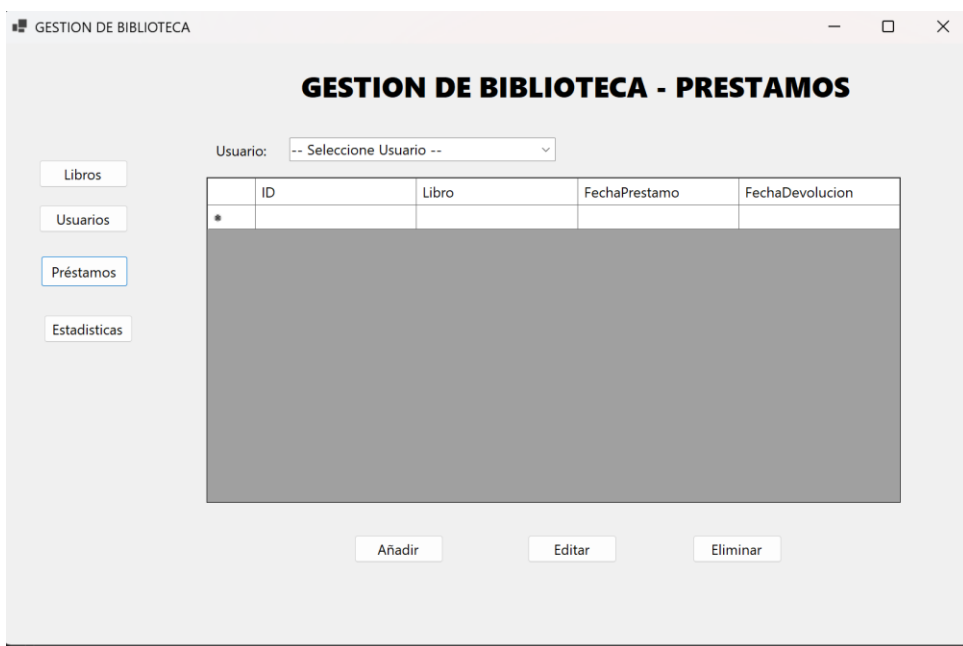 GESTION DE BIBLIOTECA
GESTION DE BIBLIOTECA - PRESTAMOS
Usuario: -- Seleccione Usuario --
Libros
Usuarios
Préstamos
Estadisticas
ID Libro FechaPrestamo FechaDevolucion
Añadir Editar Eliminar